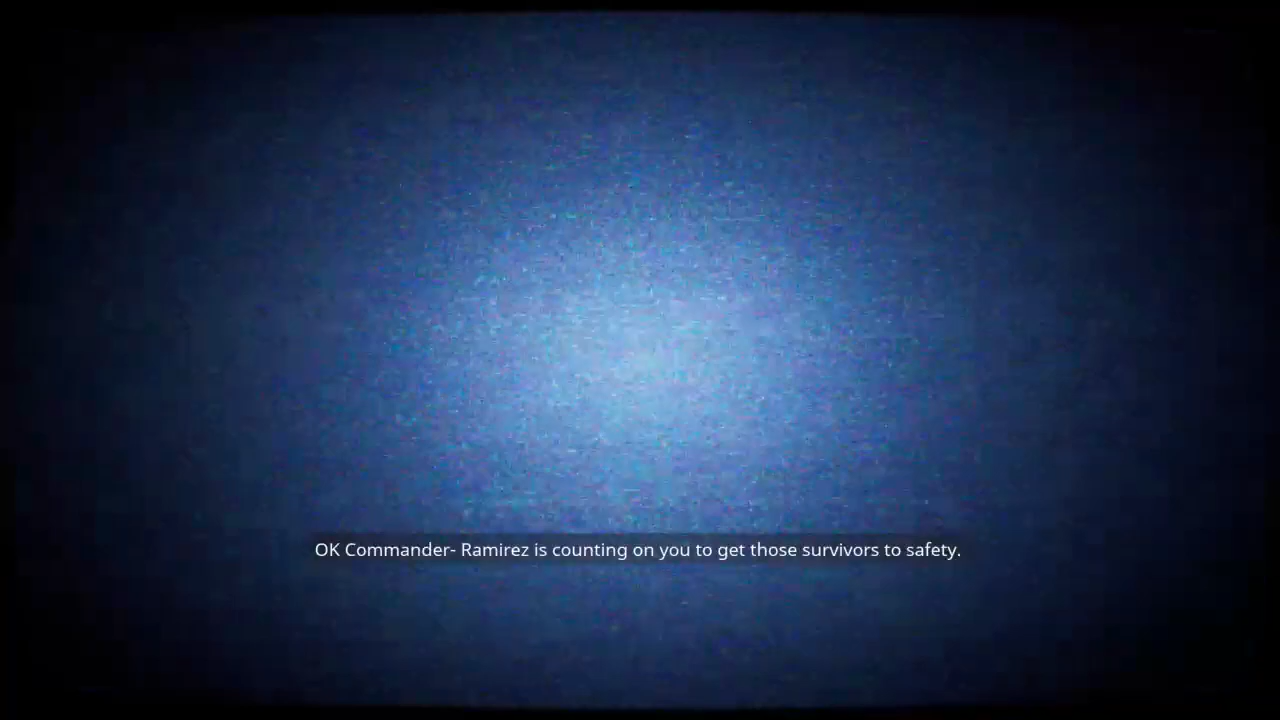 OK Commander- Ramirez is counting on you to get those survivors to safety.